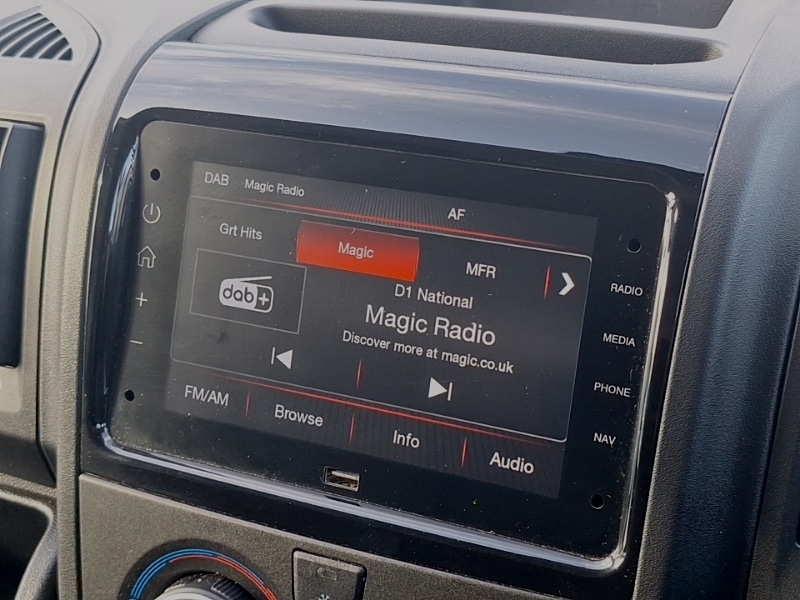 DAB Magic Radio AF
Grt Hits Magic MFR
dab+
D1 National
Magic Radio
Discover more at magic.co.uk
FM/AM Browse Info Audio
RADIO
MEDIA
PHONE
NAV